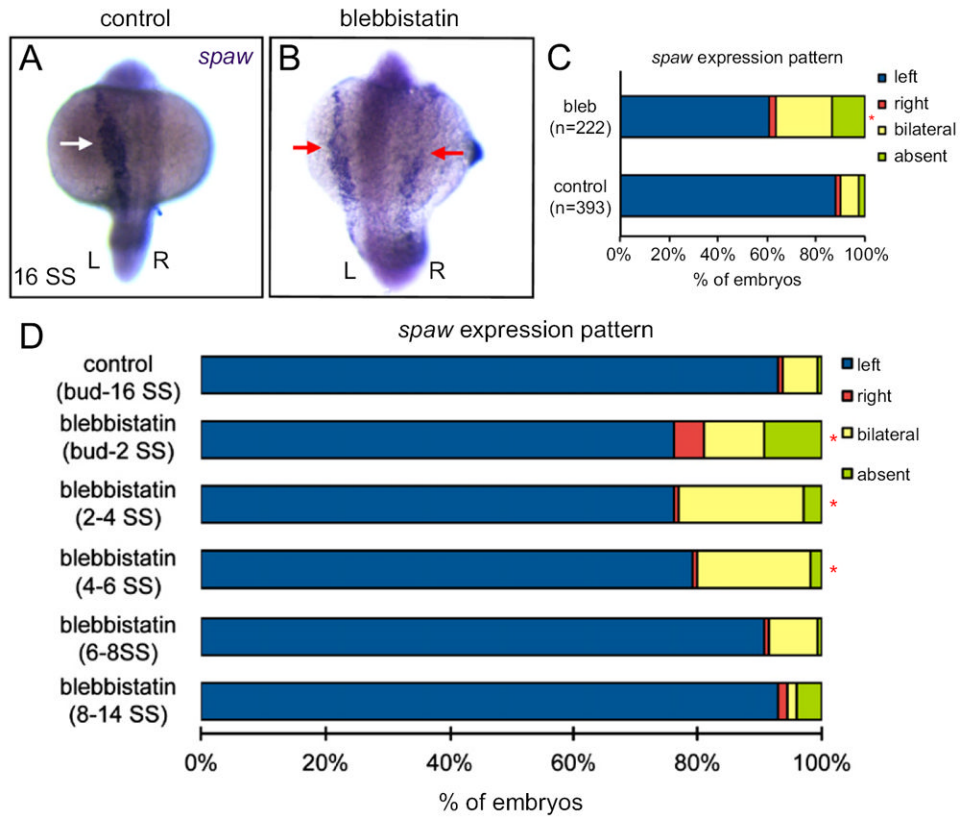 control
blebbistatin
A
spaw
L
R
16 SS
B
L
R
C
spaw expression pattern
bleb
(n=222)
control
(n=393)
0% 20% 40% 60% 80% 100%
% of embryos
left
right
bilateral
absent
*
D
spaw expression pattern
control
(bud-16 SS)
blebbistatin
(bud-2 SS)
*
blebbistatin
(2-4 SS)
*
blebbistatin
(4-6 SS)
*
blebbistatin
(6-8SS)
blebbistatin
(8-14 SS)
0% 20% 40% 60% 80% 100%
% of embryos
left
right
bilateral
absent